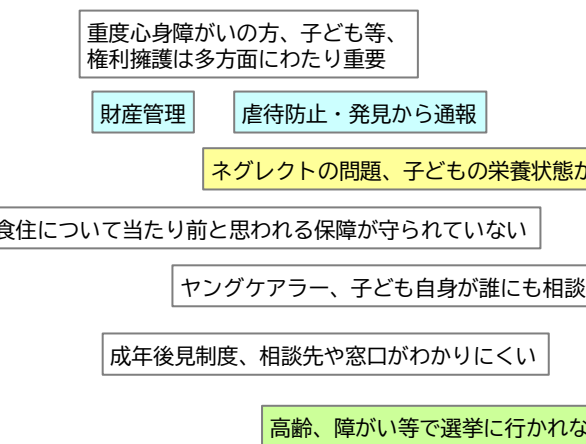 重度心身障がいの方、子ども等、
権利擁護は多方面にわたり重要
財産管理
虐待防止・発見から通報
ネグレクトの問題、子どもの栄養状態が
食住について当たり前と思われる保障が守られていない
ヤングケアラー、子ども自身が誰にも相談
成年後見制度、相談先や窓口がわかりにくい
高齢、障がい等で選挙に行かれな